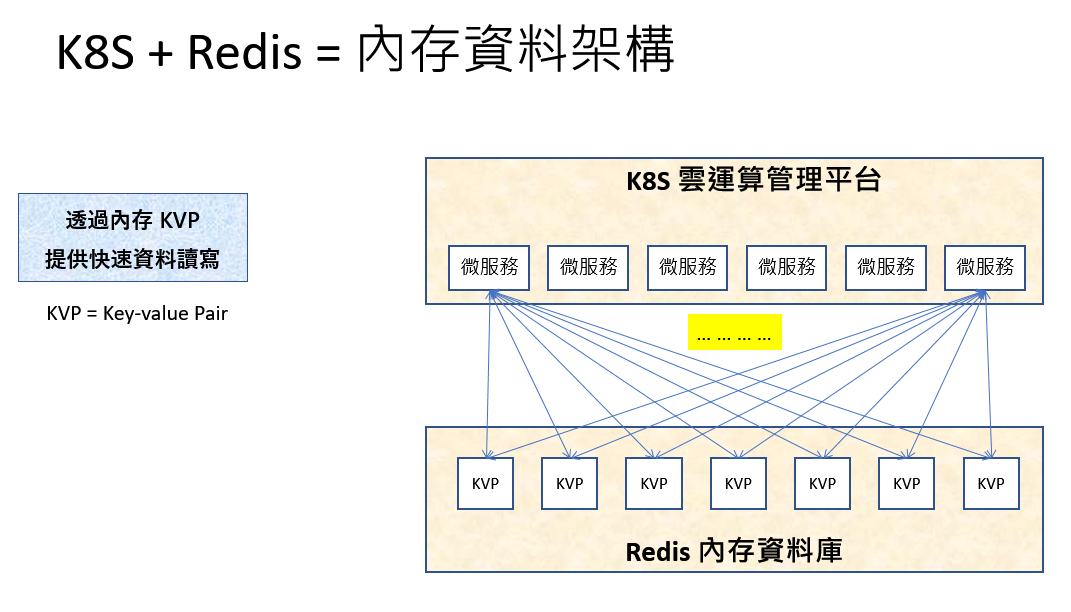 K8S + Redis = 內存資料架構
透過內存 KVP
提供快速資料讀寫
KVP = Key-value Pair
K8S 雲運算管理平台
微服務 微服務 微服務 微服務 微服務 微服務
... ... ... ...
KVP KVP KVP KVP KVP KVP KVP
Redis 內存資料庫